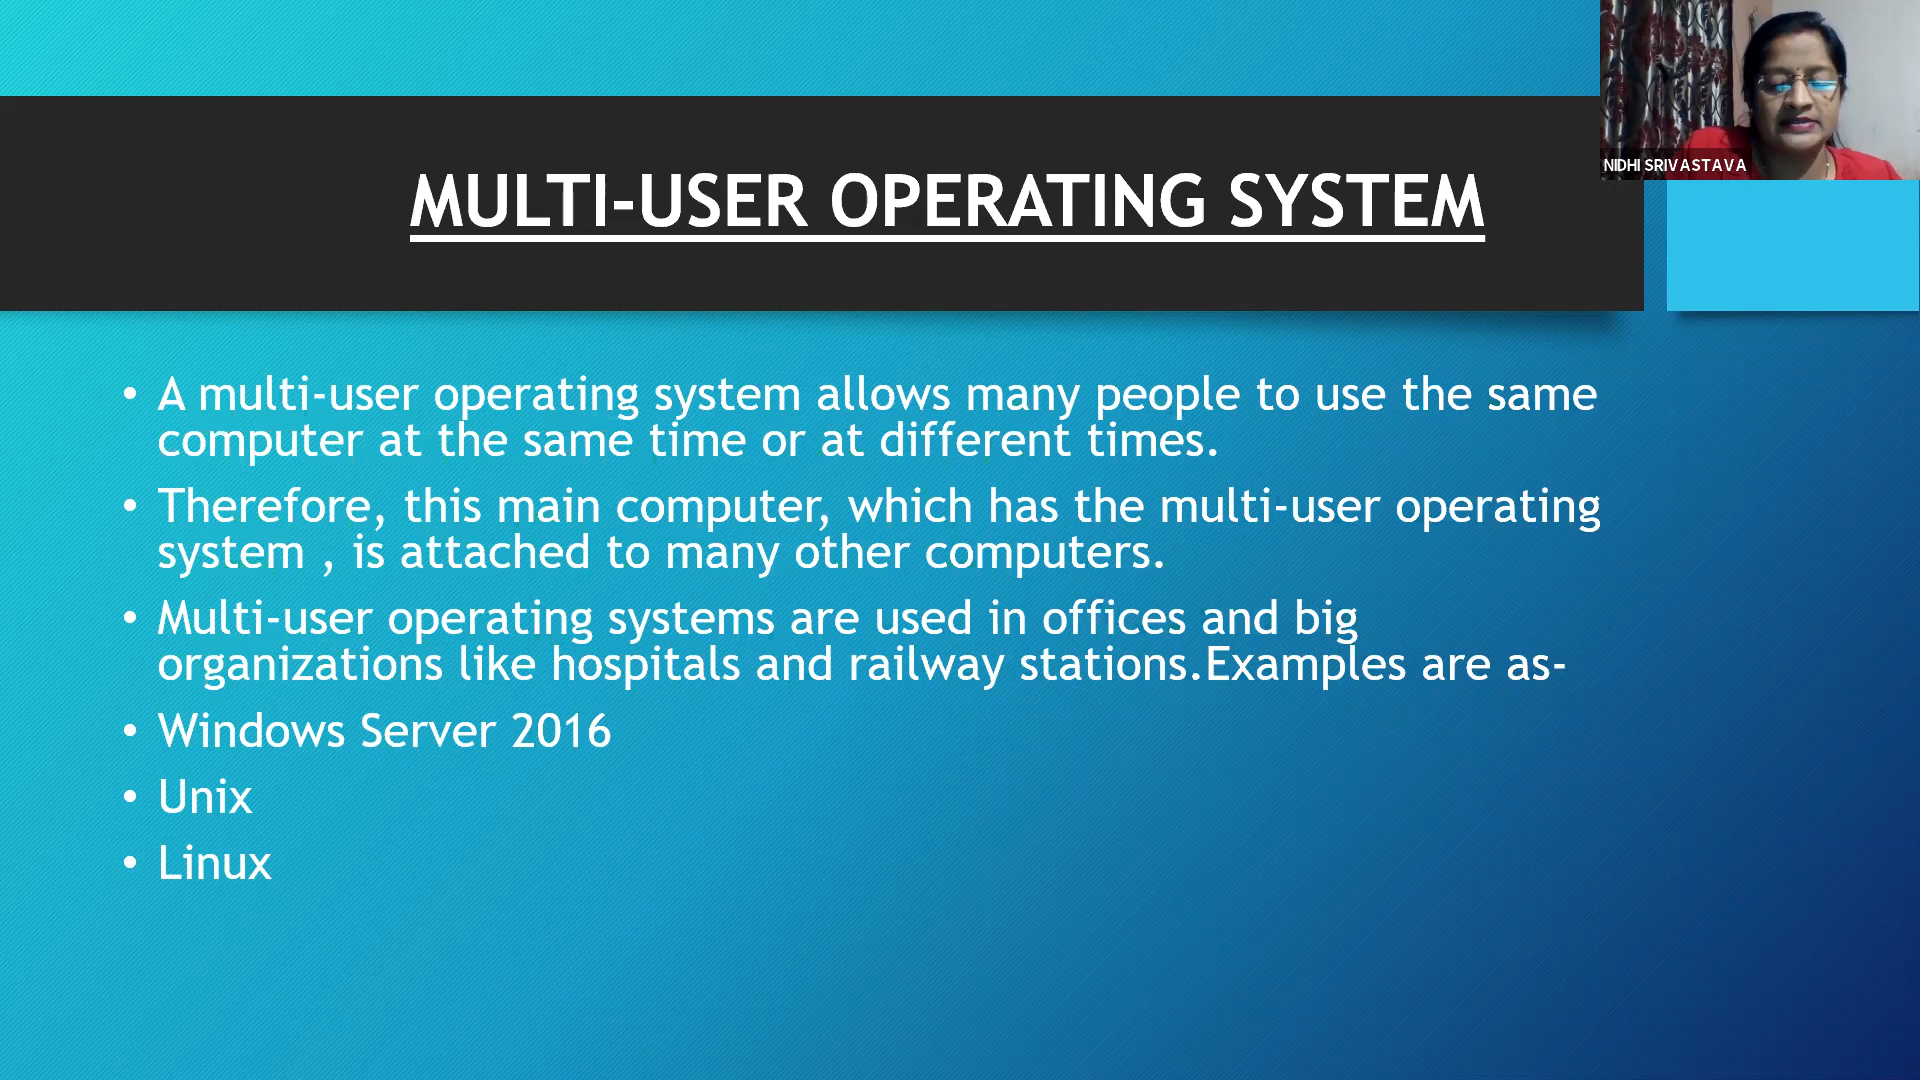 NIDHI SRIVASTAVA
MULTI-USER OPERATING SYSTEM
• A multi-user operating system allows many people to use the same
computer at the same time or at different times.
• Therefore, this main computer, which has the multi-user operating
system , is attached to many other computers.
• Multi-user operating systems are used in offices and big
organizations like hospitals and railway stations.Examples are as-
• Windows Server 2016
• Unix
• Linux